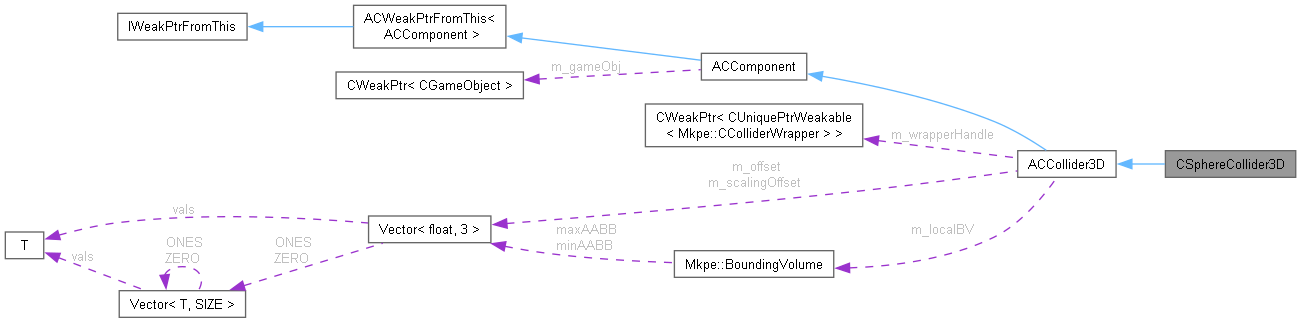 IWeakPtrFromThis
ACWeakPtrFromThis<
ACComponent >
m_gameObj
ACComponent
CWeakPtr< CGameObject >
CWeakPtr< CUniquePtrWeakable
< Mkpe::CColliderWrapper > >
m_wrapperHandle
ACCollider3D
CSphereCollider3D
m_offset
m_scalingOffset
vals
Vector< float, 3 >
T
vals
ONES
ZERO
ONES
ZERO
maxAABB
minAABB
m_localBV
Mkpe::BoundingVolume
Vector< T, SIZE >